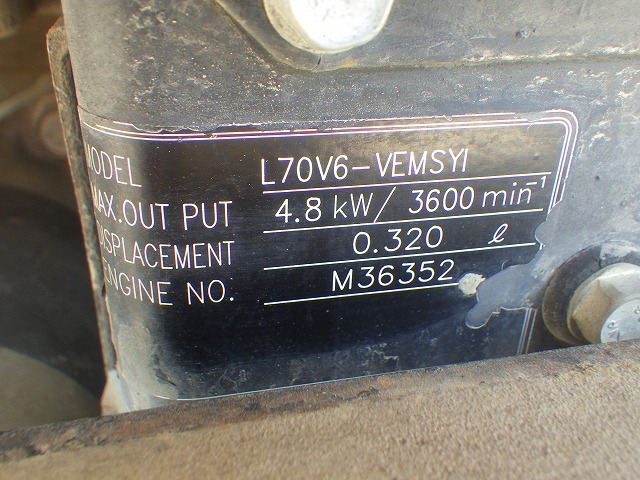 MODEL L70V6-VEMSYI
MAX.OUT PUT 4.8 kW/ 3600 min-1
DISPLACEMENT 0.320 ℓ
ENGINE NO. M36352